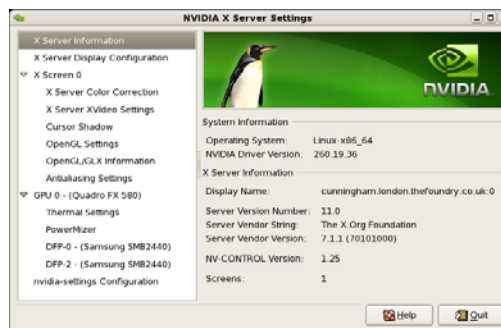 NVIDIA X Server Settings
X Server Information
X Server Display Configuration
X Screen 0
X Server Color Correction
X Server XVideo Settings
Cursor Shadow
OpenGL Settings
OpenGL/GLX Information
Antialiasing Settings
GPU 0 - (Quadro FX 580)
Thermal Settings
PowerMizer
DFP-0 - (Samsung SMB2440)
DFP-2 - (Samsung SMB2440)
nvidia-settings Configuration
NVIDIA.
System Information
Operating System: Linux-x86_64
NVIDIA Driver Version: 260.19.36
X Server Information
Display Name: cunningham.london.thefoundry.co.uk:0
Server Version Number: 11.0
Server Vendor String: The X.Org Foundation
Server Vendor Version: 7.1.1 (70101000)
NV-CONTROL Version: 1.25
Screens: 1
Help Quit